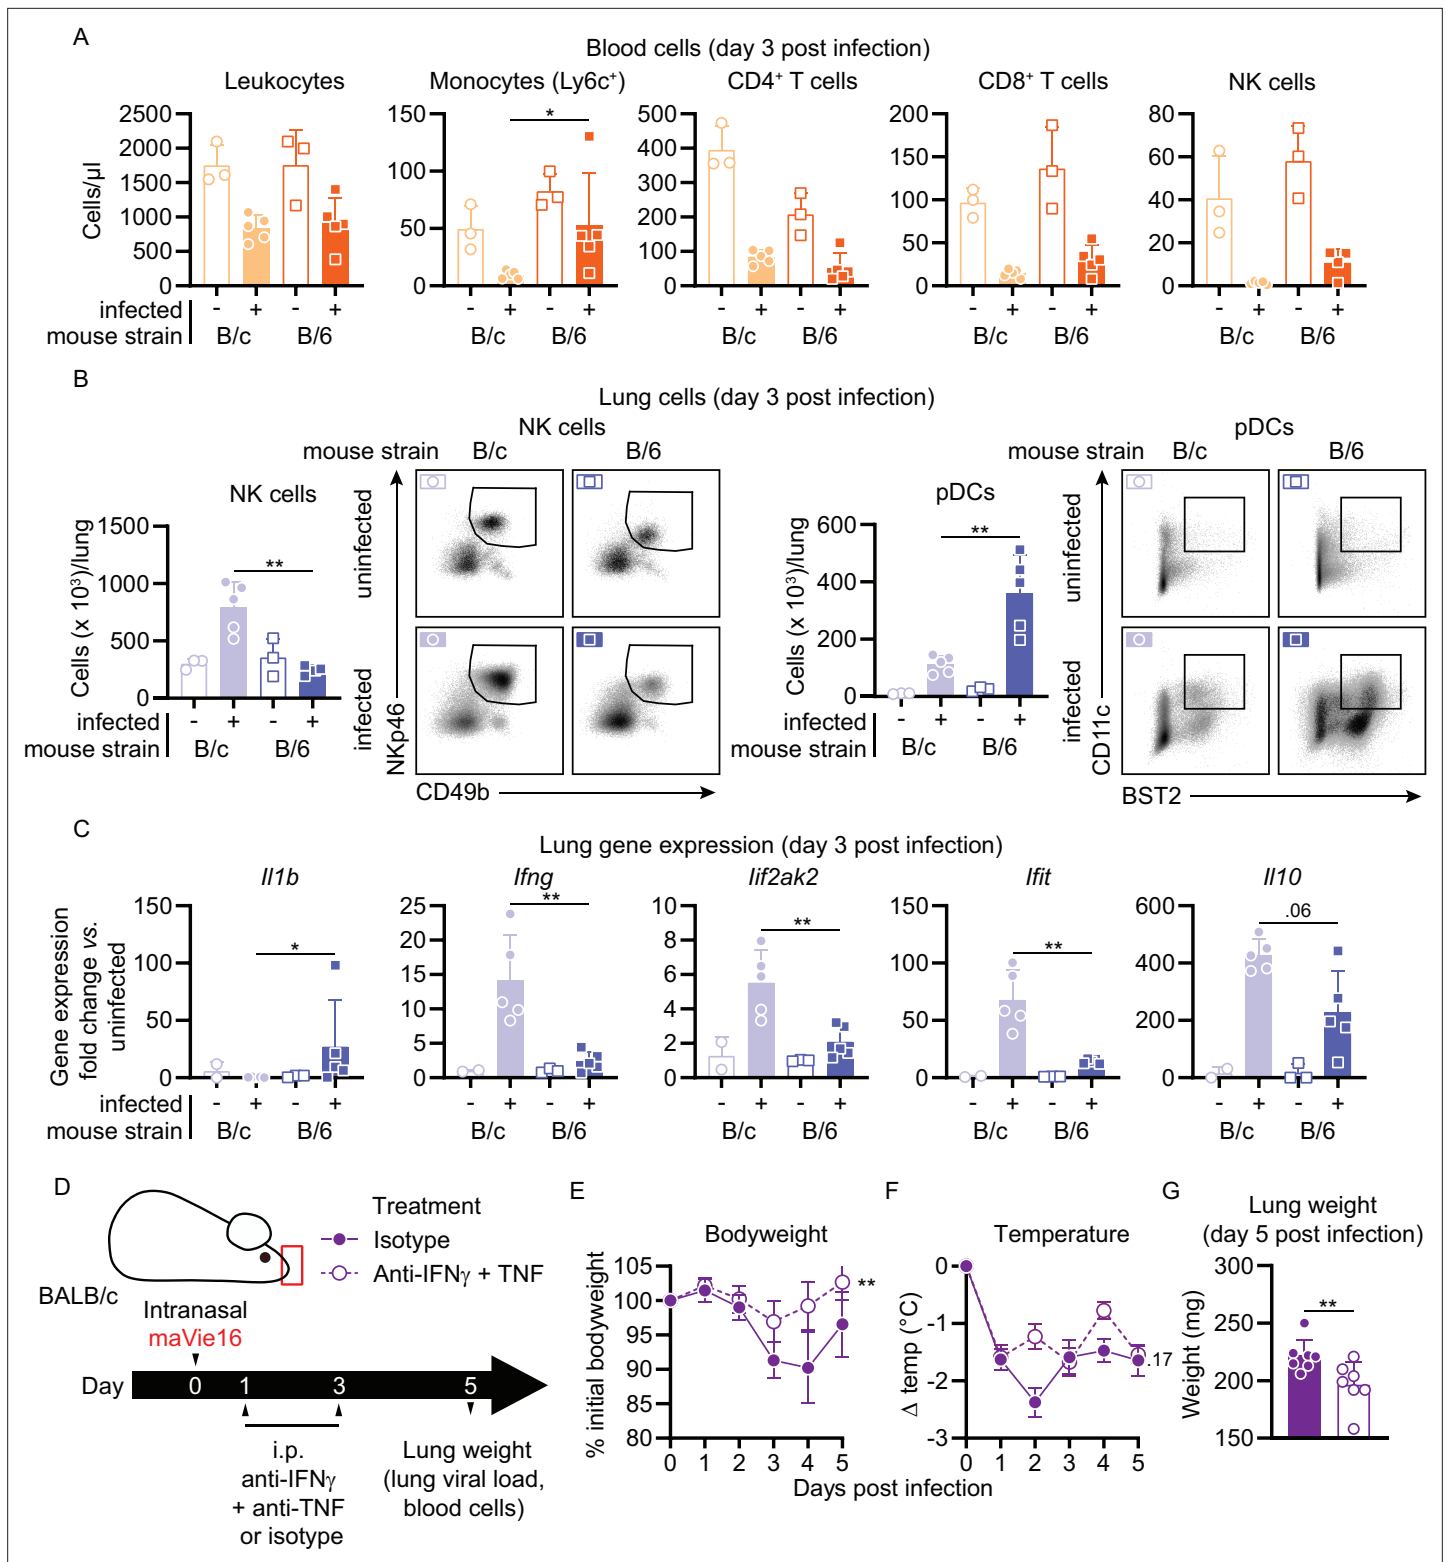 A
Blood cells (day 3 post infection)
Leukocytes
Monocytes (Ly6c⁺)
CD4⁺ T cells
CD8⁺ T cells
NK cells
Cells/µl
2500
2000
1500
1000
500
0
150
100
50
0
*
500
400
300
200
100
0
200
150
100
50
0
80
60
40
20
0
infected - + - + - + - + - + - + - + - + - + - +
mouse strain B/c B/6 B/c B/6 B/c B/6 B/c B/6 B/c B/6
B
Lung cells (day 3 post infection)
NK cells
mouse strain B/c B/6
NK cells
Cells (x 10³)/lung
1500
1000
500
0
**
infected - + - +
mouse strain B/c B/6
uninfected
infected
NKp46
CD49b
pDCs
mouse strain B/c B/6
pDCs
Cells (x 10³)/lung
600
400
200
0
**
infected - + - +
mouse strain B/c B/6
uninfected
infected
CD11c
BST2
C
Lung gene expression (day 3 post infection)
Il1b
Ifng
Iif2ak2
Ifit
Il10
Gene expression
fold change vs.
uninfected
150
100
50
0
*
25
20
15
10
5
0
**
10
8
6
4
2
0
**
150
100
50
0
**
600
400
200
0
.06
infected - + - + - + - + - + - + - + - + - + - +
mouse strain B/c B/6 B/c B/6 B/c B/6 B/c B/6 B/c B/6
D
Treatment
Isotype
Anti-IFNγ + TNF
BALB/c
Intranasal
maVie16
Day 0 1 3 5
i.p.
anti-IFNγ
+ anti-TNF
or isotype
Lung weight
(lung viral load,
blood cells)
E
Bodyweight
% initial bodyweight
105
100
95
90
85
80
**
0 1 2 3 4 5
F
Temperature
Δ temp (°C)
0
-1
-2
-3
.17
0 1 2 3 4 5
Days post infection
G
Lung weight
(day 5 post infection)
Weight (mg)
300
250
200
150
**